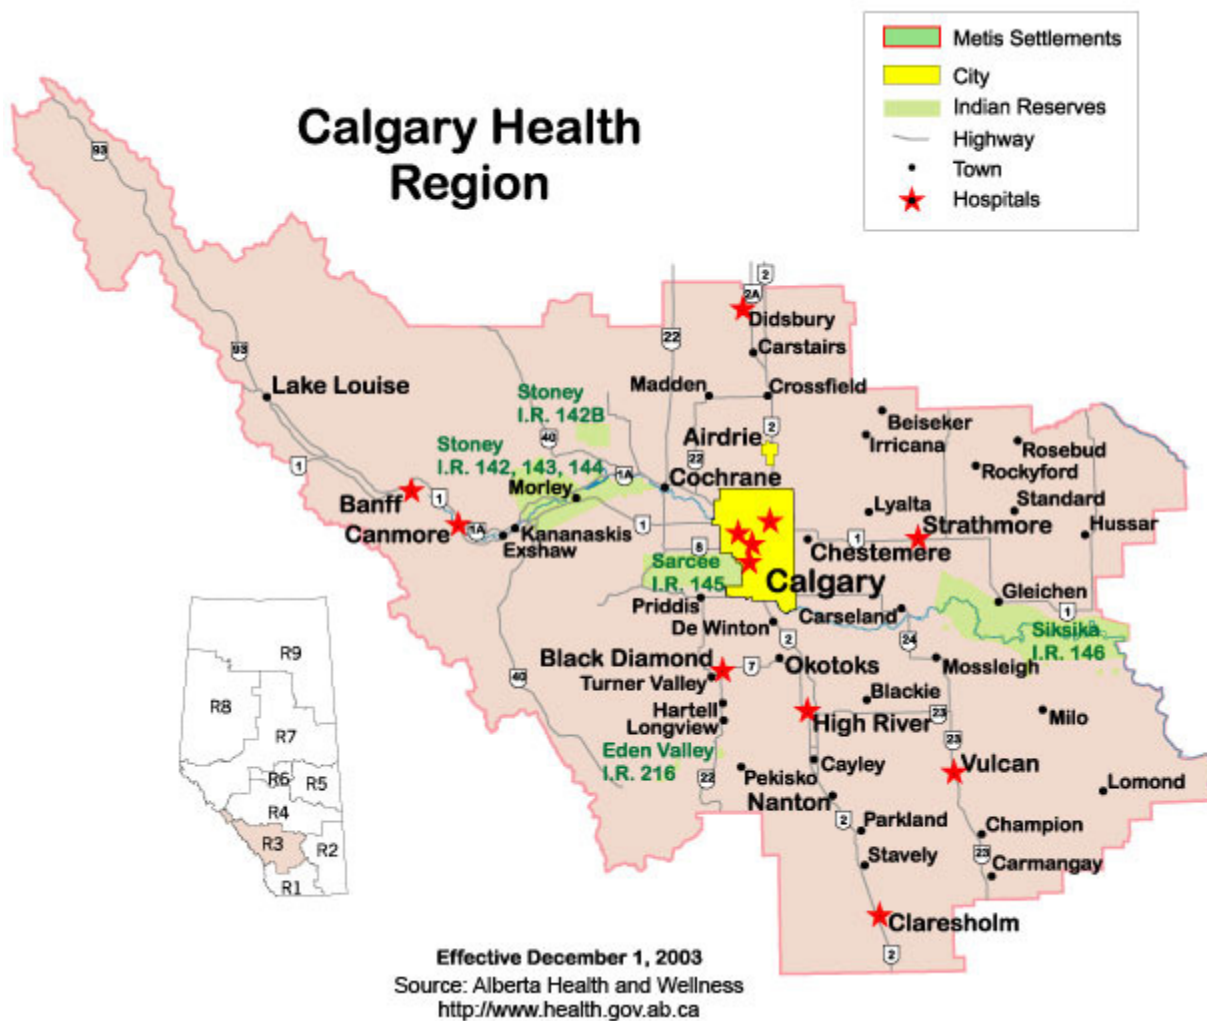 Metis Settlements
City
Indian Reserves
Highway
Town
Hospitals
Calgary Health
Region
93
2
2A
Didsbury
22
Carstairs
93
Lake Louise
Madden
Crossfield
Stoney
I.R. 142B
Beiseker
2
Airdrie
Irricana
40
Rosebud
Stoney
I.R. 142, 143, 144
22
1
Rockyford
1A
Cochrane
Morley
Banff
1
Standard
Lyalta
Strathmore
Hussar
Canmore
1A
Kananaskis
1
Exshaw
1
Chestemere
8
Sarcee
I.R. 145
Calgary
Gleichen
Priddis
Carseland
1
De Winton
Siksika
I.R. 146
2
24
Black Diamond
7
Okotoks
Mossleigh
Turner Valley
40
Blackie
Hartell
High River
23
Milo
Longview
23
Eden Valley
I.R. 216
Cayley
Vulcan
22
Pekisko
Lomond
Nanton
2
Parkland
Champion
23
Stavely
Carmangay
Claresholm
2
R9
R8
R7
R6
R5
R4
R3
R2
R1
Effective December 1, 2003
Source: Alberta Health and Wellness
http://www.health.gov.ab.ca